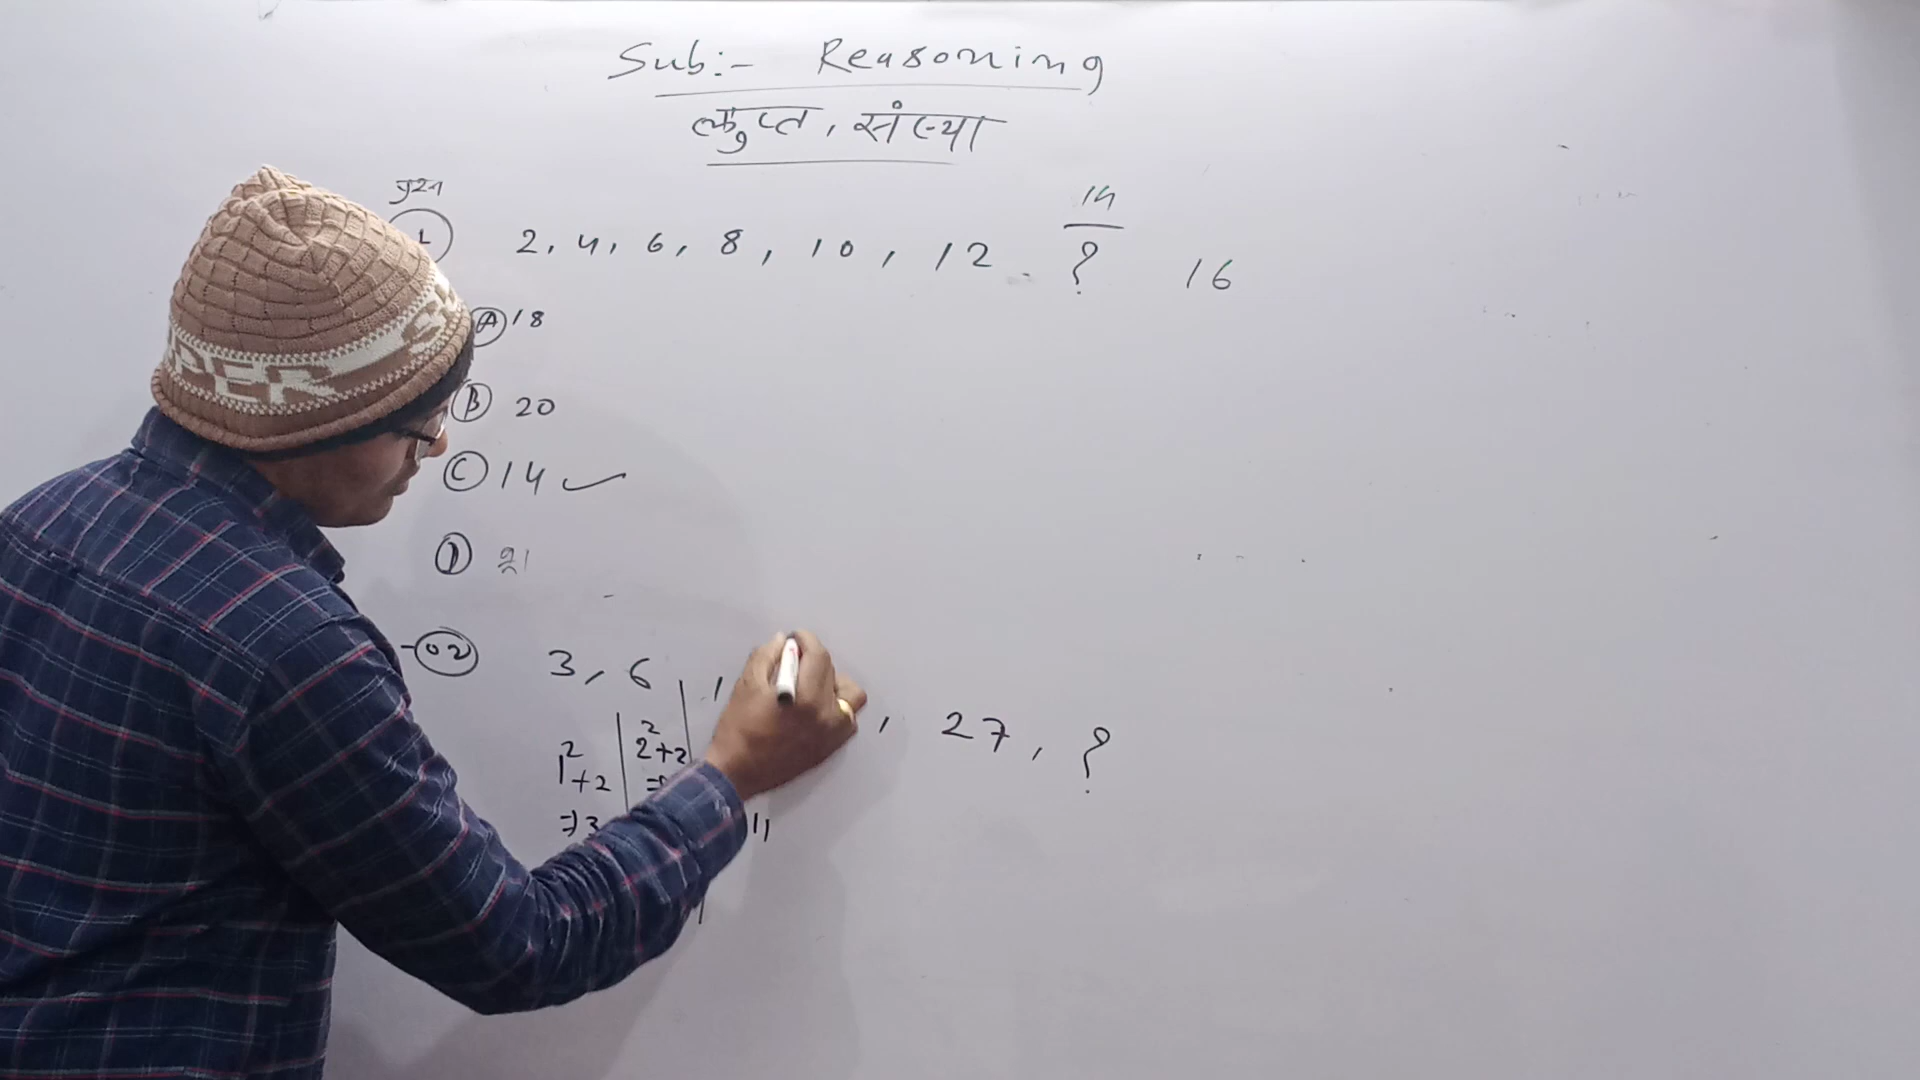 Sub:- Reasoning
लुप्त, संख्या
प्रश्न
1 2, 4, 6, 8, 10, 12 ? 16
14
A 18
B 20
C 14 ✓
D
02 3, 6 , 27, ?
1²+2 | 2²+2
=> 3 = 11